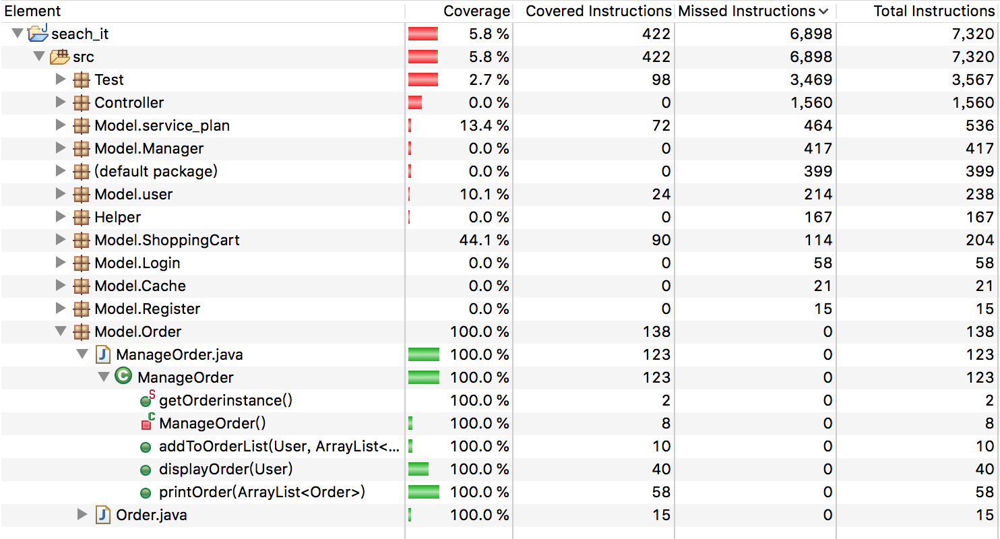 Element Coverage Covered Instructions Missed Instructions Total Instructions
seach_it 5.8 % 422 6,898 7,320
src 5.8 % 422 6,898 7,320
Test 2.7 % 98 3,469 3,567
Controller 0.0 % 0 1,560 1,560
Model.service_plan 13.4 % 72 464 536
Model.Manager 0.0 % 0 417 417
(default package) 0.0 % 0 399 399
Model.user 10.1 % 24 214 238
Helper 0.0 % 0 167 167
Model.ShoppingCart 44.1 % 90 114 204
Model.Login 0.0 % 0 58 58
Model.Cache 0.0 % 0 21 21
Model.Register 0.0 % 0 15 15
Model.Order 100.0 % 138 0 138
ManageOrder.java 100.0 % 123 0 123
ManageOrder 100.0 % 123 0 123
getOrderinstance() 100.0 % 2 0 2
ManageOrder() 100.0 % 8 0 8
addToOrderList(User, ArrayList<... 100.0 % 10 0 10
displayOrder(User) 100.0 % 40 0 40
printOrder(ArrayList<Order>) 100.0 % 58 0 58
Order.java 100.0 % 15 0 15